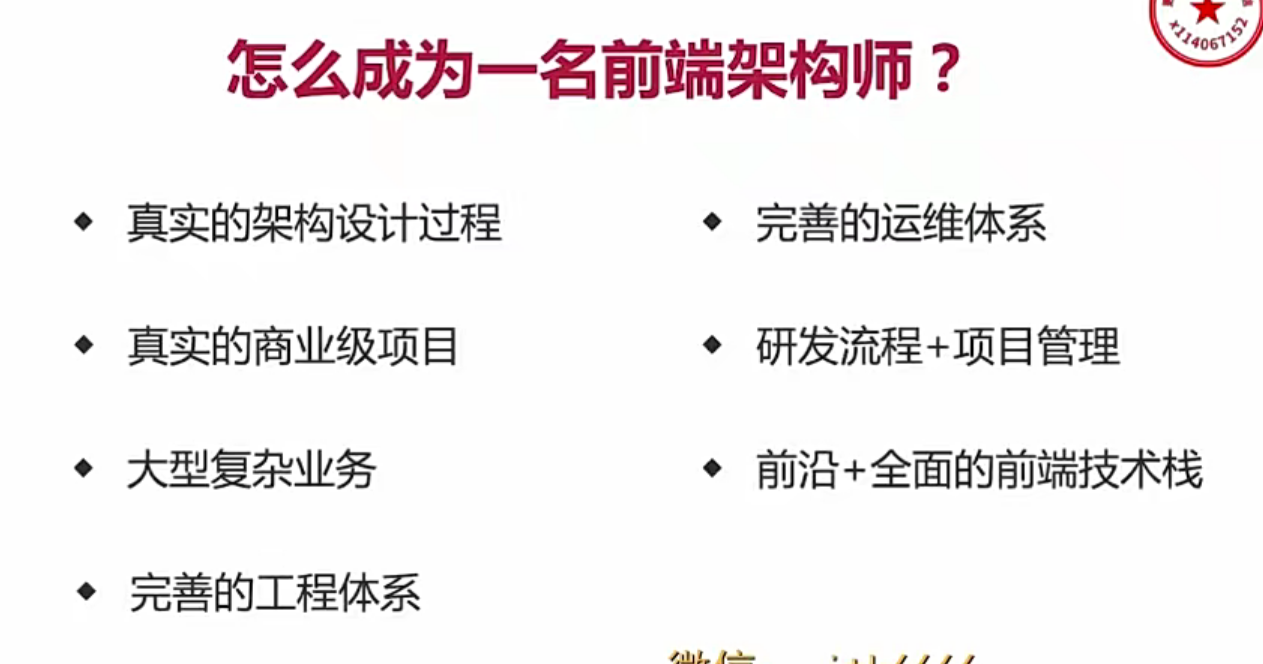 怎么成为一名前端架构师？
真实的架构设计过程
真实的商业级项目
大型复杂业务
完善的工程体系
完善的运维体系
研发流程+项目管理
前沿+全面的前端技术栈
x114067152
微信